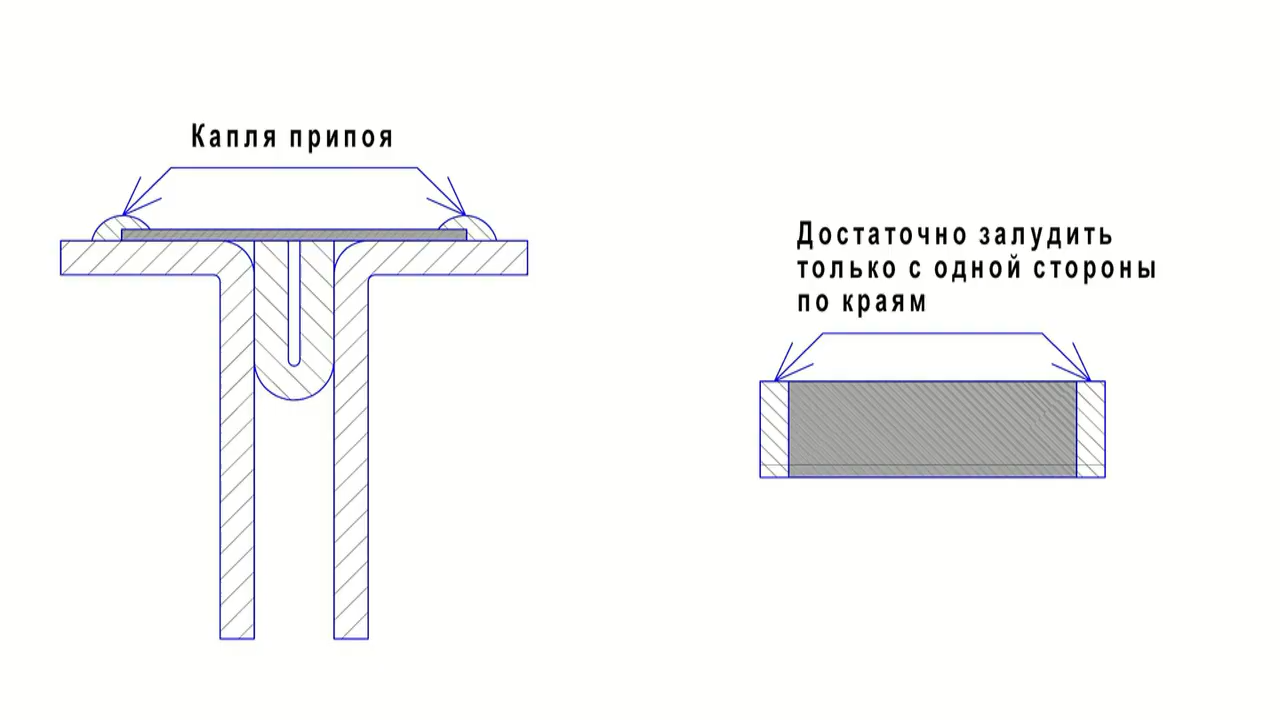 Капля припоя
Достаточно залудить
только с одной стороны
по краям